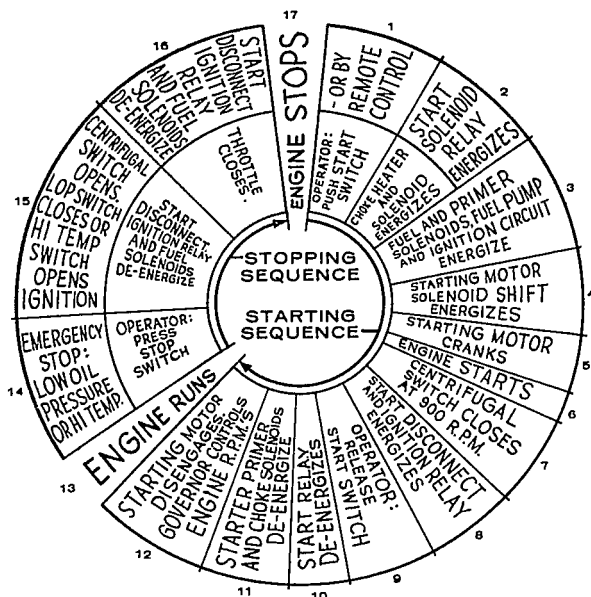 17
ENGINE STOPS
1
- OR BY
REMOTE
CONTROL
OPERATOR:
PUSH START
SWITCH
2
START
SOLENOID
RELAY
ENERGIZES
CHOKE HEATER
AND
SOLENOID
ENERGIZES
3
FUEL AND PRIMER
SOLENOIDS, FUEL PUMP
AND IGNITION CIRCUIT
ENERGIZE
4
STARTING MOTOR
SOLENOID SHIFT
ENERGIZES
5
STARTING MOTOR
CRANKS
6
ENGINE STARTS
7
CENTRIFUGAL
SWITCH CLOSES
AT 900 R.P.M.
8
START DISCONNECT
AND IGNITION RELAY
ENERGIZES
9
OPERATOR:
RELEASE
START SWITCH
10
START RELAY
DE-ENERGIZES
11
STARTER PRIMER
AND CHOKE SOLENOIDS
DE-ENERGIZE
12
STARTING MOTOR
DISENGAGES.
GOVERNOR CONTROLS
ENGINE R.P.M.'S
13
ENGINE RUNS
14
EMERGENCY
STOP:
LOW OIL
PRESSURE
OR HI TEMP.
OPERATOR:
PRESS
STOP
SWITCH
15
CENTRIFUGAL
SWITCH
OPENS.
LOP SWITCH
CLOSES OR
HI TEMP
SWITCH
OPENS
IGNITION
START
DISCONNECT
IGNITION RELAY
AND FUEL
SOLENOIDS
DE-ENERGIZE
16
START
DISCONNECT
IGNITION
RELAY
AND FUEL
SOLENOIDS
DE-ENERGIZE
THROTTLE
CLOSES.
STOPPING
SEQUENCE
STARTING
SEQUENCE